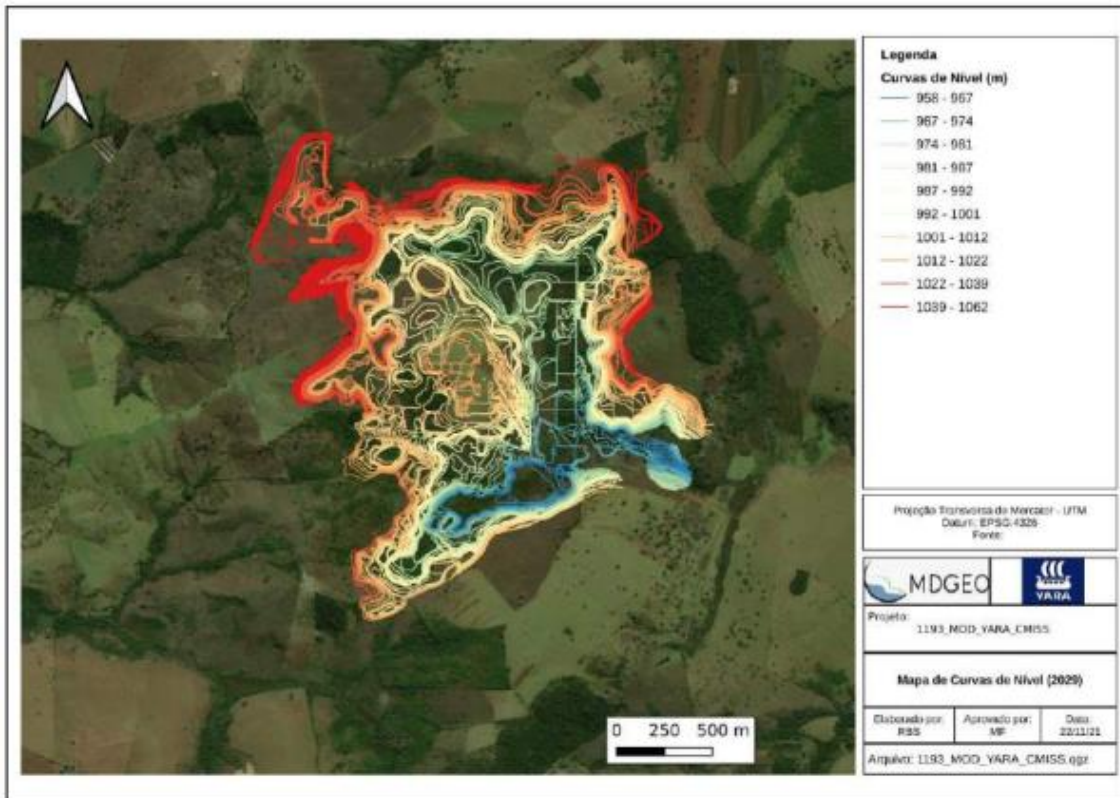 Legenda
Curvas de Nível (m)
958 - 967
967 - 974
974 - 981
981 - 987
987 - 992
992 - 1001
1001 - 1012
1012 - 1022
1022 - 1039
1039 - 1062
0 250 500 m
Projeção Transversa de Mercator - UTM
Datum: EPSG:4326
Fonte:
MDGEO
YARA
Projeto:
1193_MOD_YARA_CMISS
Mapa de Curvas de Nível (2029)
Elaborado por: Aprovado por: Data:
RBS MF 22/11/21
Arquivo: 1193_MOD_YARA_CMISS.qgz